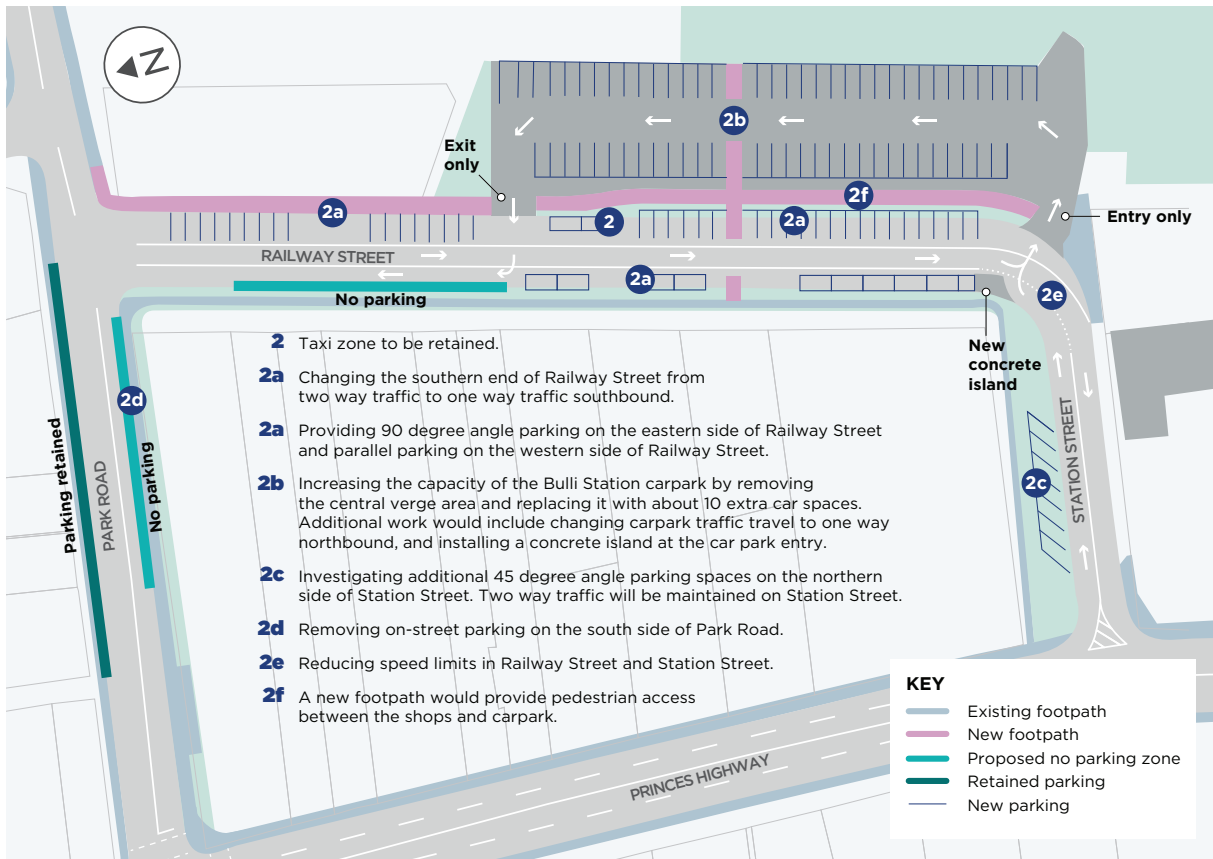 N
2b
Exit
only
2f
2a
2
2a
Entry only
RAILWAY STREET
2a
No parking
2e
New
concrete
island
2 Taxi zone to be retained.
2a Changing the southern end of Railway Street from
two way traffic to one way traffic southbound.
2a Providing 90 degree angle parking on the eastern side of Railway Street
and parallel parking on the western side of Railway Street.
2b Increasing the capacity of the Bulli Station carpark by removing
the central verge area and replacing it with about 10 extra car spaces.
Additional work would include changing carpark traffic travel to one way
northbound, and installing a concrete island at the car park entry.
2c Investigating additional 45 degree angle parking spaces on the northern
side of Station Street. Two way traffic will be maintained on Station Street.
2d Removing on-street parking on the south side of Park Road.
2e Reducing speed limits in Railway Street and Station Street.
2f A new footpath would provide pedestrian access
between the shops and carpark.
2d
Parking retained
PARK ROAD
No parking
2c
STATION STREET
PRINCES HIGHWAY
KEY
Existing footpath
New footpath
Proposed no parking zone
Retained parking
New parking